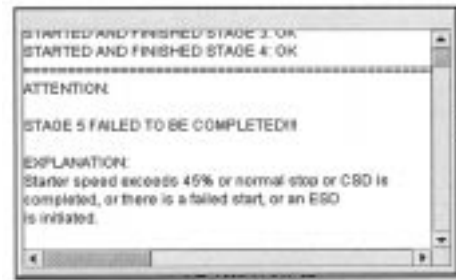 STARTED AND FINISHED STAGE 3: OK
STARTED AND FINISHED STAGE 4: OK
ATTENTION:
STAGE 5 FAILED TO BE COMPLETED!!!
EXPLANATION:
Starter speed exceeds 45% or normal stop or CSD is
completed, or there is a failed start, or an ESD
is initiated.